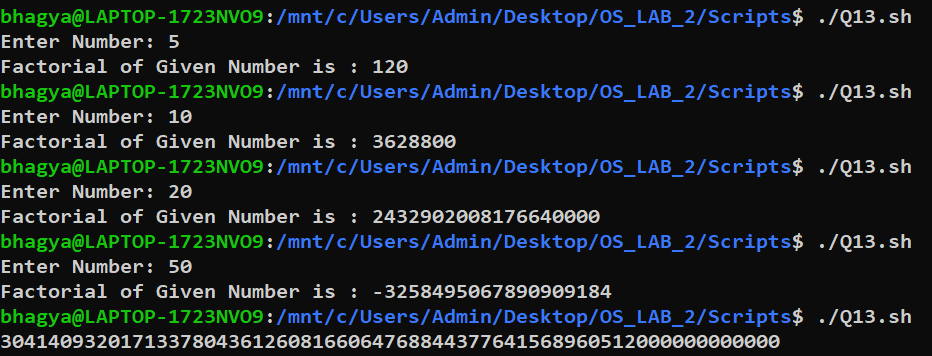 bhagya@LAPTOP-1723NVO9:/mnt/c/Users/Admin/Desktop/OS_LAB_2/Scripts$ ./Q13.sh
Enter Number: 5
Factorial of Given Number is : 120
bhagya@LAPTOP-1723NVO9:/mnt/c/Users/Admin/Desktop/OS_LAB_2/Scripts$ ./Q13.sh
Enter Number: 10
Factorial of Given Number is : 3628800
bhagya@LAPTOP-1723NVO9:/mnt/c/Users/Admin/Desktop/OS_LAB_2/Scripts$ ./Q13.sh
Enter Number: 20
Factorial of Given Number is : 2432902008176640000
bhagya@LAPTOP-1723NVO9:/mnt/c/Users/Admin/Desktop/OS_LAB_2/Scripts$ ./Q13.sh
Enter Number: 50
Factorial of Given Number is : -3258495067890909184
bhagya@LAPTOP-1723NVO9:/mnt/c/Users/Admin/Desktop/OS_LAB_2/Scripts$ ./Q13.sh
30414093201713378043612608166064768844377641568960512000000000000